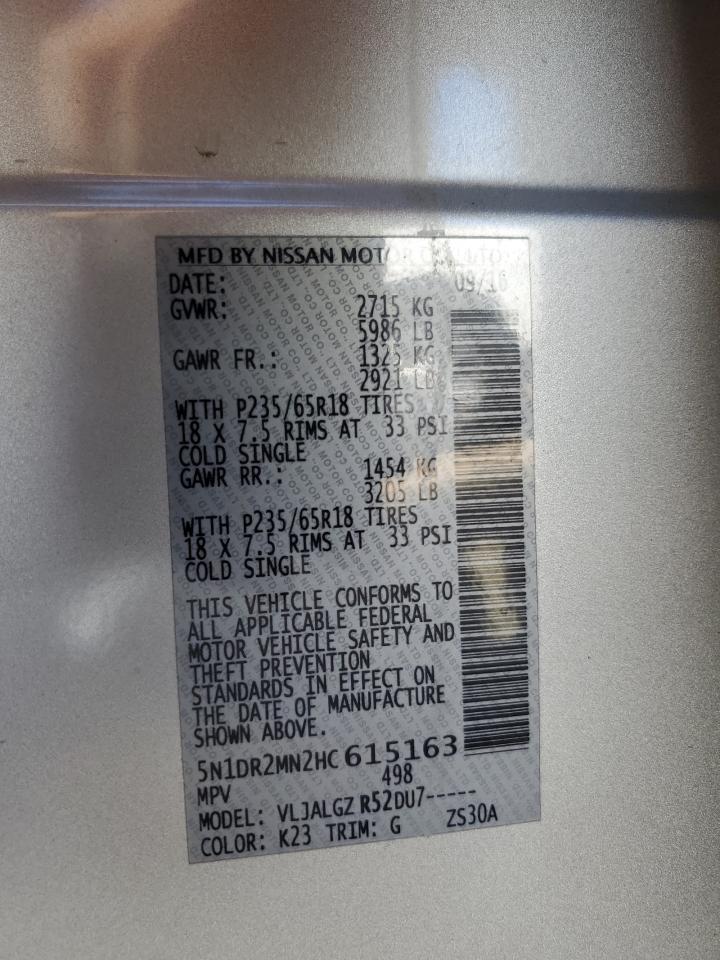 MFD BY NISSAN MOTOR CO., LTD.
DATE: 09/16
GVWR: 2715 KG
5986 LB
GAWR FR.: 1325 KG
2921 LB
WITH P235/65R18 TIRES
18 X 7.5 RIMS AT 33 PSI
COLD SINGLE
GAWR RR.: 1454 KG
3205 LB
WITH P235/65R18 TIRES
18 X 7.5 RIMS AT 33 PSI
COLD SINGLE
THIS VEHICLE CONFORMS TO
ALL APPLICABLE FEDERAL
MOTOR VEHICLE SAFETY AND
THEFT PREVENTION
STANDARDS IN EFFECT ON
THE DATE OF MANUFACTURE
SHOWN ABOVE.
5N1DR2MN2HC615163
MPV 498
MODEL: VLJALGZ R52DU7-----
COLOR: K23 TRIM: G ZS30A